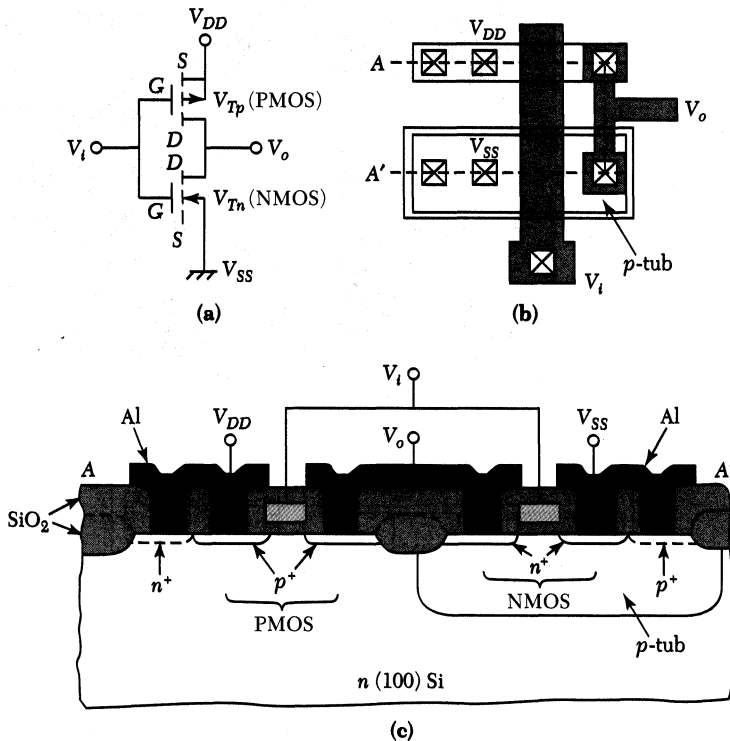 V_DD
S
G
V_Tp (PMOS)
V_i
D
V_o
D
V_Tn (NMOS)
G
S
V_SS
(a)
V_DD
A
V_o
V_SS
A'
p-tub
V_i
(b)
V_i
Al
V_DD
V_o
V_SS
Al
A
A'
SiO₂
n⁺
p⁺
n⁺
p⁺
PMOS
NMOS
p-tub
n (100) Si
(c)